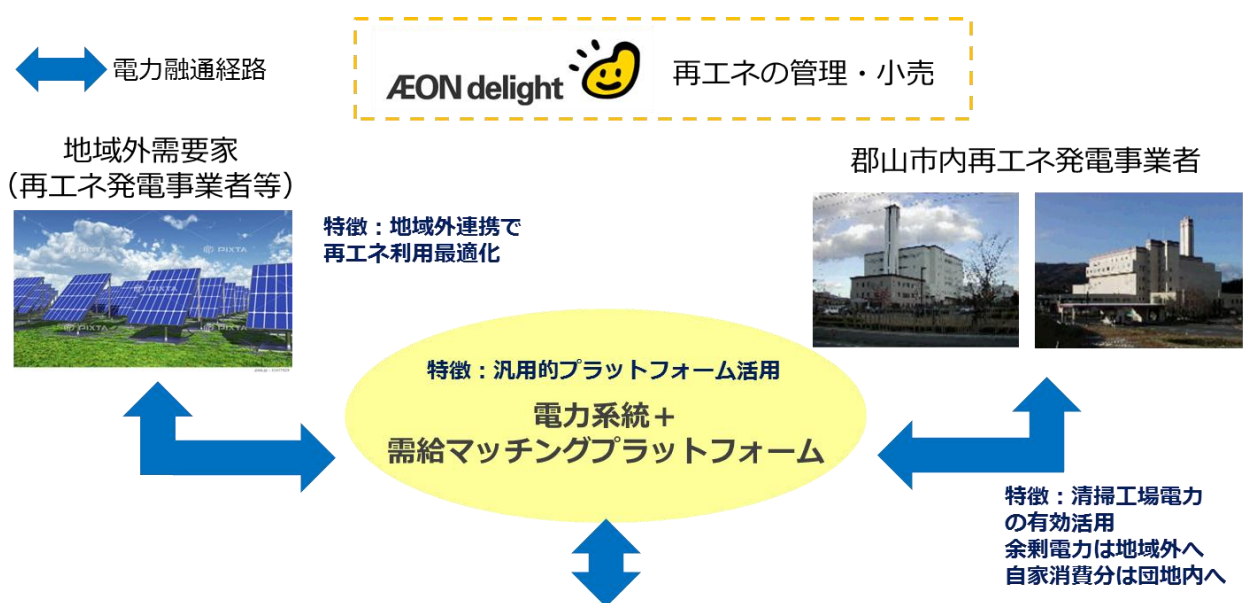 電力融通経路
ÆON delight
再エネの管理・小売
地域外需要家
（再エネ発電事業者等）
郡山市内再エネ発電事業者
PIXTA
PIXTA
PIXTA
PIXTA
特徴：地域外連携で
再エネ利用最適化
特徴：汎用的プラットフォーム活用
電力系統＋
需給マッチングプラットフォーム
特徴：清掃工場電力
の有効活用
余剰電力は地域外へ
自家消費分は団地内へ